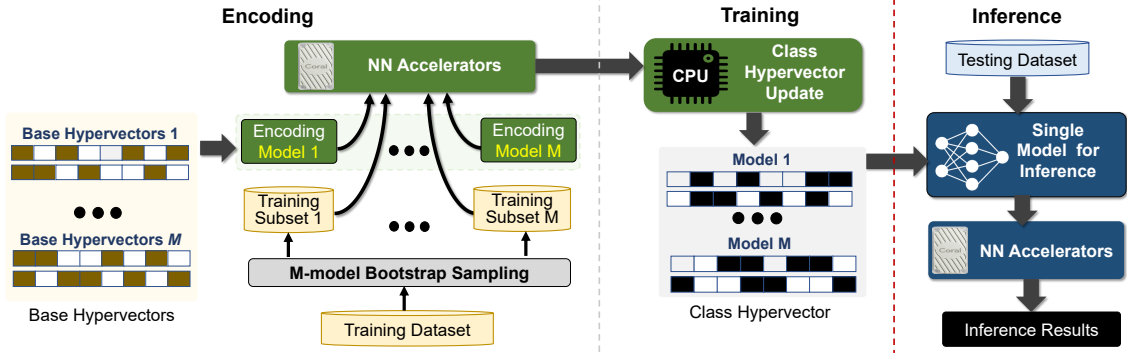 Encoding
Training
Inference
Coral
NN Accelerators
CPU
Class
Hypervector
Update
Testing Dataset
Base Hypervectors 1
Base Hypervectors M
Base Hypervectors
Encoding
Model 1
Encoding
Model M
Training
Subset 1
Training
Subset M
M-model Bootstrap Sampling
Training Dataset
Model 1
Model M
Class Hypervector
Single
Model for
Inference
Coral
NN Accelerators
Inference Results